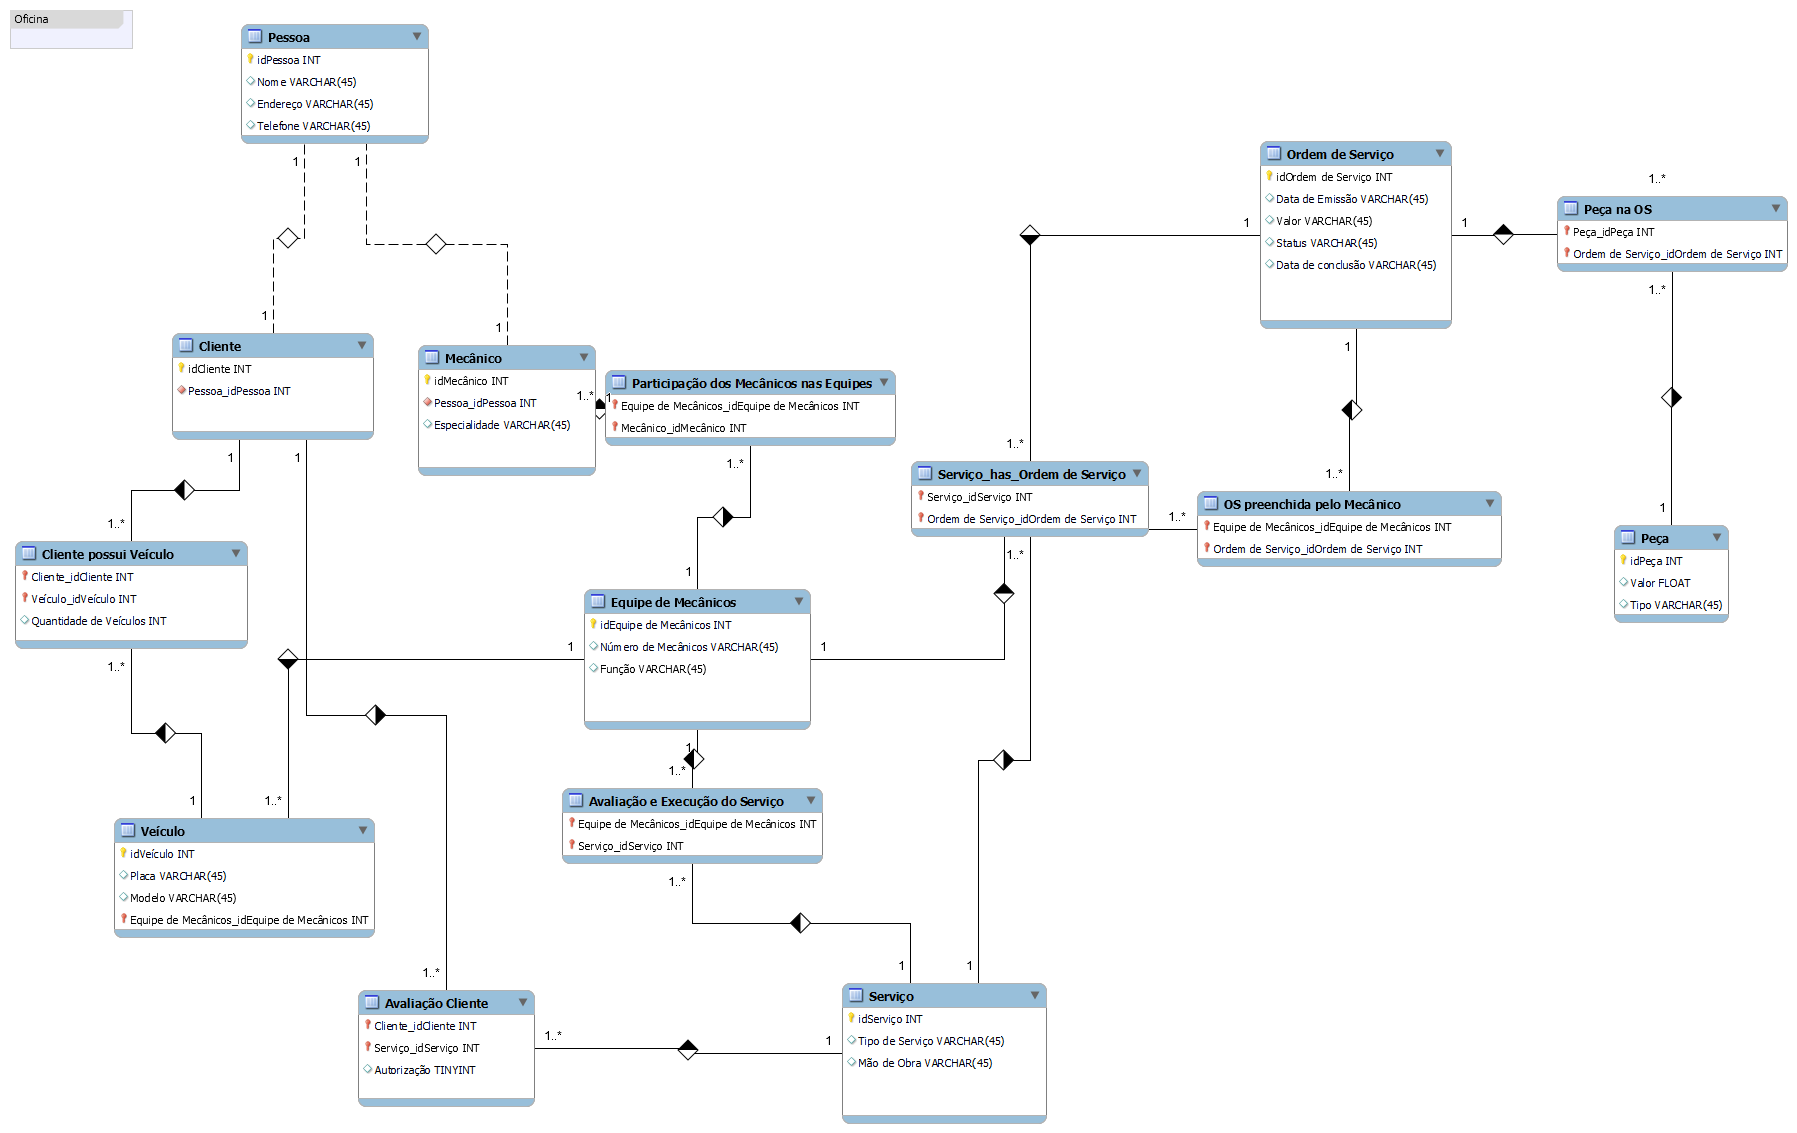 Oficina
Pessoa
idPessoa INT
Nome VARCHAR(45)
Endereço VARCHAR(45)
Telefone VARCHAR(45)
1
1
1
1
Cliente
idCliente INT
Pessoa_idPessoa INT
Mecânico
idMecânico INT
Pessoa_idPessoa INT
Especialidade VARCHAR(45)
1..*
1
Participação dos Mecânicos nas Equipes
Equipe de Mecânicos_idEquipe de Mecânicos INT
Mecânico_idMecânico INT
1..*
1
Ordem de Serviço
idOrdem de Serviço INT
Data de Emissão VARCHAR(45)
Valor VARCHAR(45)
Status VARCHAR(45)
Data de conclusão VARCHAR(45)
1
1
1
1..*
Peça na OS
Peça_idPeça INT
Ordem de Serviço_idOrdem de Serviço INT
1..*
1
Peça
idPeça INT
Valor FLOAT
Tipo VARCHAR(45)
1..*
Serviço_has_Ordem de Serviço
Serviço_idServiço INT
Ordem de Serviço_idOrdem de Serviço INT
1..*
1..*
1..*
OS preenchida pelo Mecânico
Equipe de Mecânicos_idEquipe de Mecânicos INT
Ordem de Serviço_idOrdem de Serviço INT
1
1
1..*
Cliente possui Veículo
Cliente_idCliente INT
Veículo_idVeículo INT
Quantidade de Veículos INT
1..*
1
Equipe de Mecânicos
idEquipe de Mecânicos INT
Número de Mecânicos VARCHAR(45)
Função VARCHAR(45)
1
1
1
1..*
1..*
Veículo
idVeículo INT
Placa VARCHAR(45)
Modelo VARCHAR(45)
Equipe de Mecânicos_idEquipe de Mecânicos INT
Avaliação e Execução do Serviço
Equipe de Mecânicos_idEquipe de Mecânicos INT
Serviço_idServiço INT
1..*
1
1
1..*
Avaliação Cliente
Cliente_idCliente INT
Serviço_idServiço INT
Autorização TINYINT
1..*
1
Serviço
idServiço INT
Tipo de Serviço VARCHAR(45)
Mão de Obra VARCHAR(45)